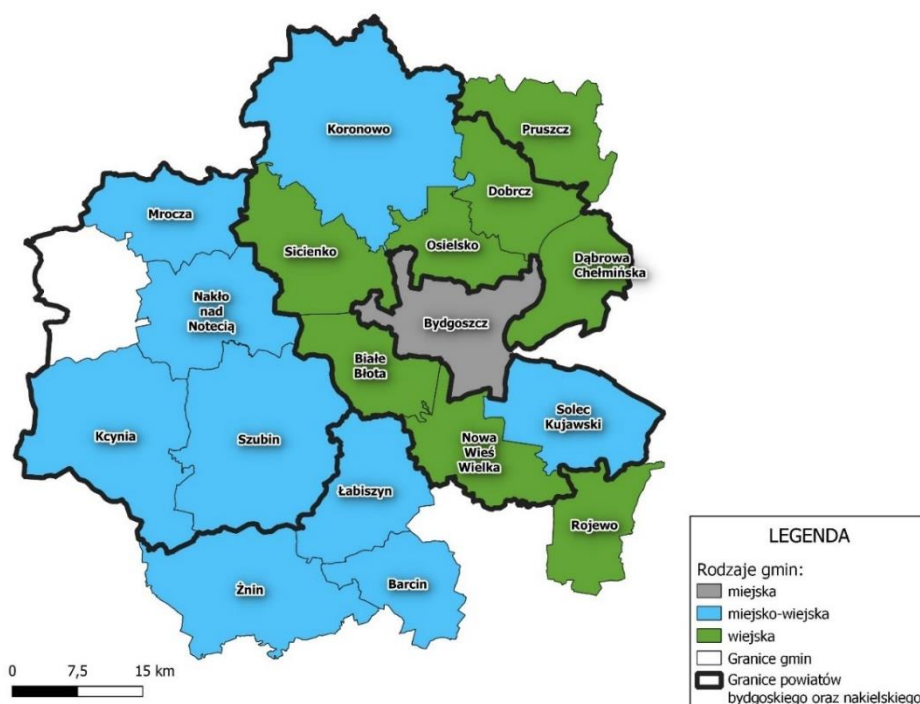 Koronowo
Pruszcz
Dobrcz
Mrocza
Sicienko
Osielsko
Dąbrowa
Chełmińska
Nakło
nad
Notecią
Bydgoszcz
Białe
Błota
Kcynia
Szubin
Solec
Kujawski
Nowa
Wieś
Wielka
Łabiszyn
Rojewo
Żnin
Barcin
0 7,5 15 km
LEGENDA
Rodzaje gmin:
miejska
miejsko-wiejska
wiejska
Granice gmin
Granice powiatów
bydgoskiego oraz nakielskiego